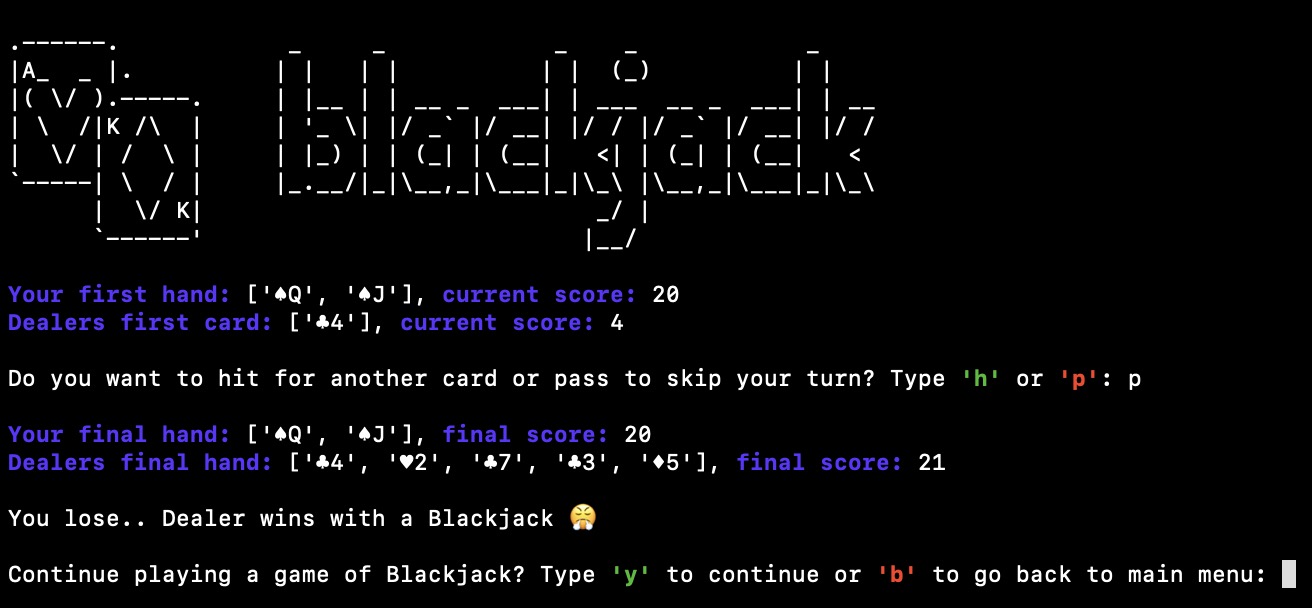 A
K
K
blackjack
Your first hand: ['♠Q', '♠J'], current score: 20
Dealers first card: ['♣4'], current score: 4
Do you want to hit for another card or pass to skip your turn? Type 'h' or 'p': p
Your final hand: ['♠Q', '♠J'], final score: 20
Dealers final hand: ['♣4', '♥2', '♣7', '♣3', '♦5'], final score: 21
You lose.. Dealer wins with a Blackjack 😤
Continue playing a game of Blackjack? Type 'y' to continue or 'b' to go back to main menu: